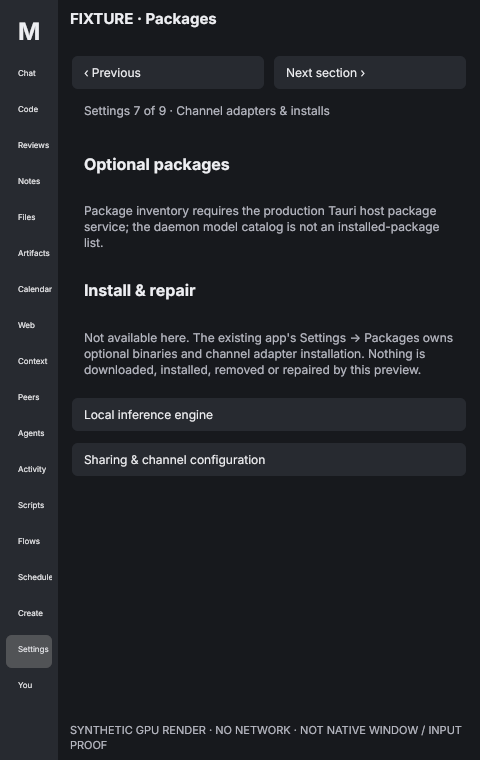 M
Chat
Code
Reviews
Notes
Files
Artifacts
Calendar
Web
Context
Peers
Agents
Activity
Scripts
Flows
Schedule
Create
Settings
You
FIXTURE · Packages
‹ Previous
Next section ›
Settings 7 of 9 · Channel adapters & installs
Optional packages
Package inventory requires the production Tauri host package
service; the daemon model catalog is not an installed-package
list.
Install & repair
Not available here. The existing app's Settings → Packages owns
optional binaries and channel adapter installation. Nothing is
downloaded, installed, removed or repaired by this preview.
Local inference engine
Sharing & channel configuration
SYNTHETIC GPU RENDER · NO NETWORK · NOT NATIVE WINDOW / INPUT
PROOF